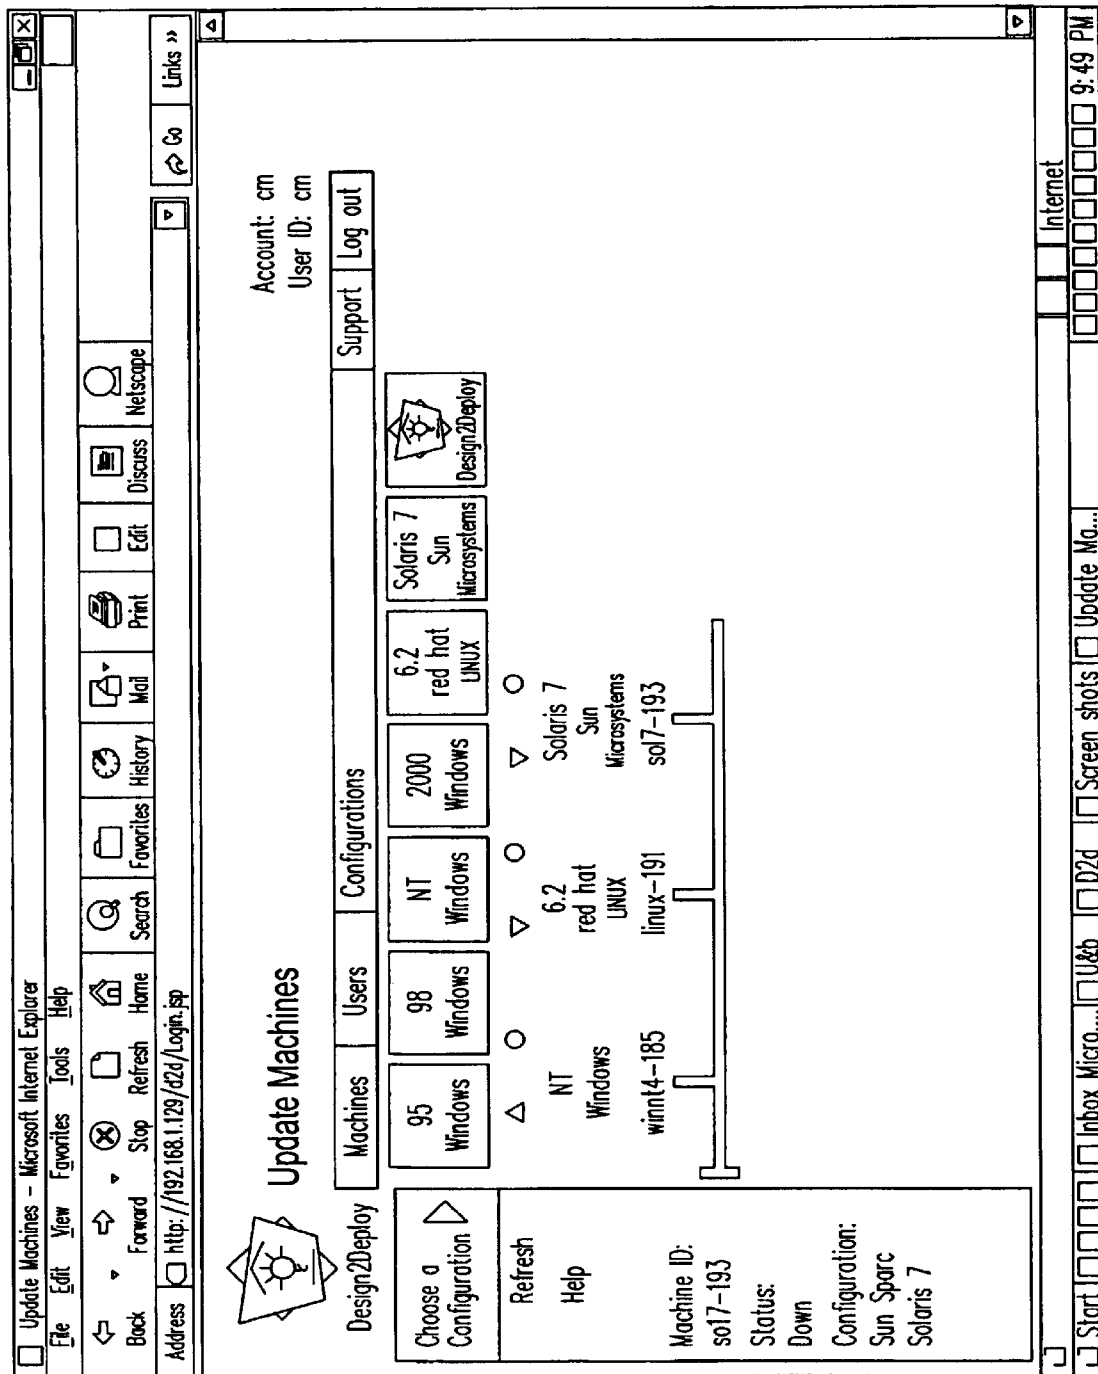 Update Machines - Microsoft Internet Explorer
File Edit View Favorites Tools Help
Back Forward Stop Refresh Home Search Favorites History Mail Print Edit Discuss Netscape
Address http://192.168.1.129/d2d/Login.jsp Go Links »
Design2Deploy
Update Machines
Account: cm
User ID: cm
Machines Users Configurations Support Log out
Choose a
Configuration
95
Windows
98
Windows
NT
Windows
2000
Windows
6.2
red hat
LINUX
Solaris 7
Sun
Microsystems
Design2Deploy
Refresh
Help
NT
Windows
winnt4-185
6.2
red hat
LINUX
linux-191
Solaris 7
Sun
Microsystems
sol7-193
Machine ID:
so17-193
Status:
Down
Configuration:
Sun Sparc
Solaris 7
Internet
Start Inbox Micro... U&b D2d Screen shots Update Ma... 9:49 PM